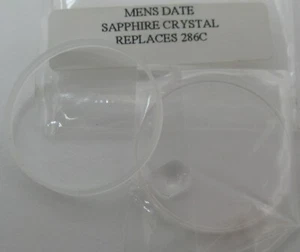 MENS DATE
SAPPHIRE CRYSTAL
REPLACES 286C